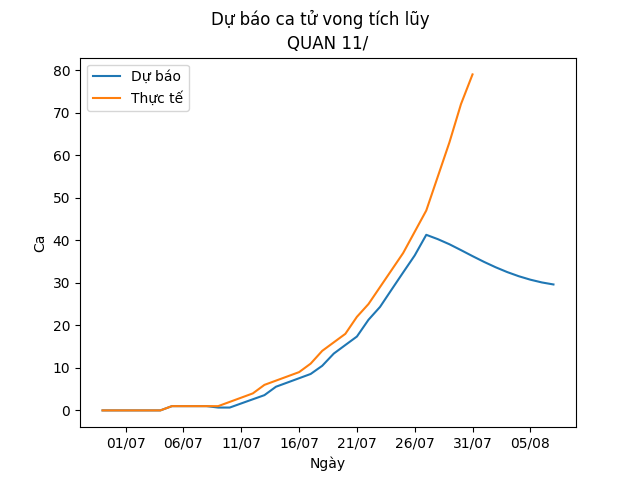 Dự báo ca tử vong tích lũy
QUAN 11/
Dự báo
Thực tế
80
70
60
50
40
30
20
10
0
Ca
01/07 06/07 11/07 16/07 21/07 26/07 31/07 05/08
Ngày